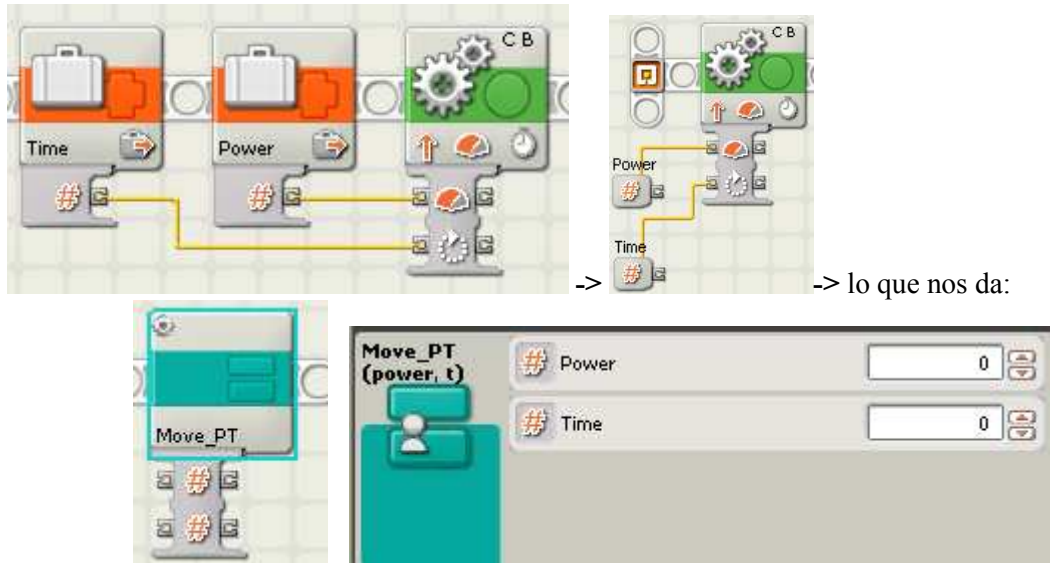 C B
Time
Power
#
#
C B
Power
#
Time
#
->
-> lo que nos da:
Move_PT
#
#
Move_PT
(power, t)
# Power 0
# Time 0